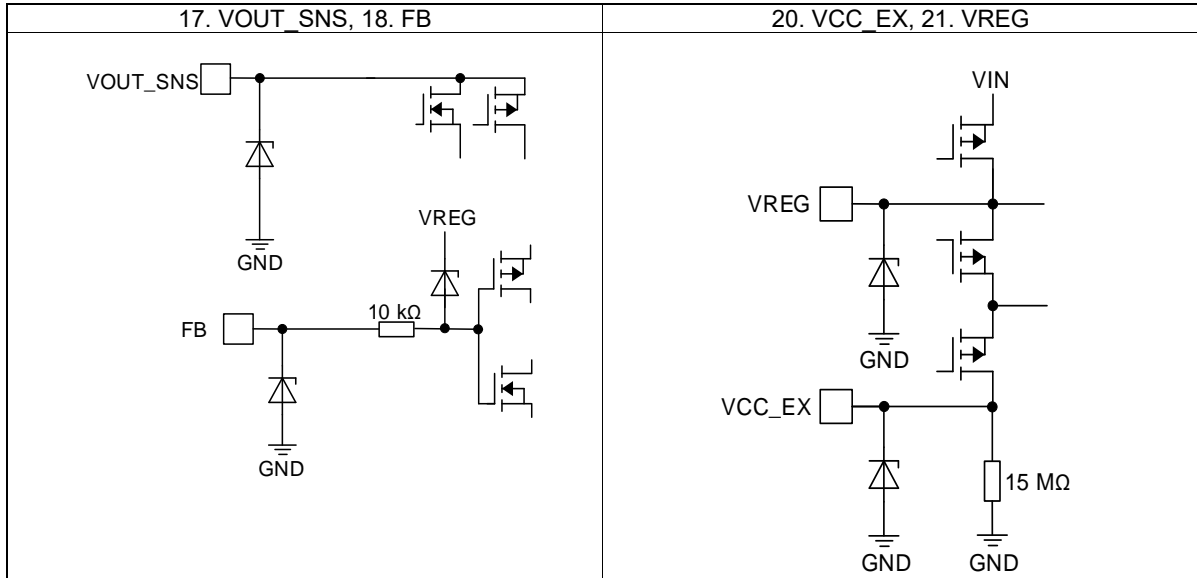 17. VOUT_SNS, 18. FB
VOUT_SNS
GND
VREG
10 kΩ
FB
GND
20. VCC_EX, 21. VREG
VIN
VREG
GND
VCC_EX
15 MΩ
GND
GND